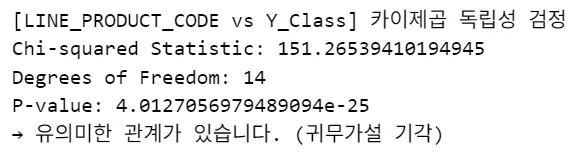 [LINE_PRODUCT_CODE vs Y_Class] 카이제곱 독립성 검정
Chi-squared Statistic: 151.26539410194945
Degrees of Freedom: 14
P-value: 4.0127056979489094e-25
→ 유의미한 관계가 있습니다. (귀무가설 기각)